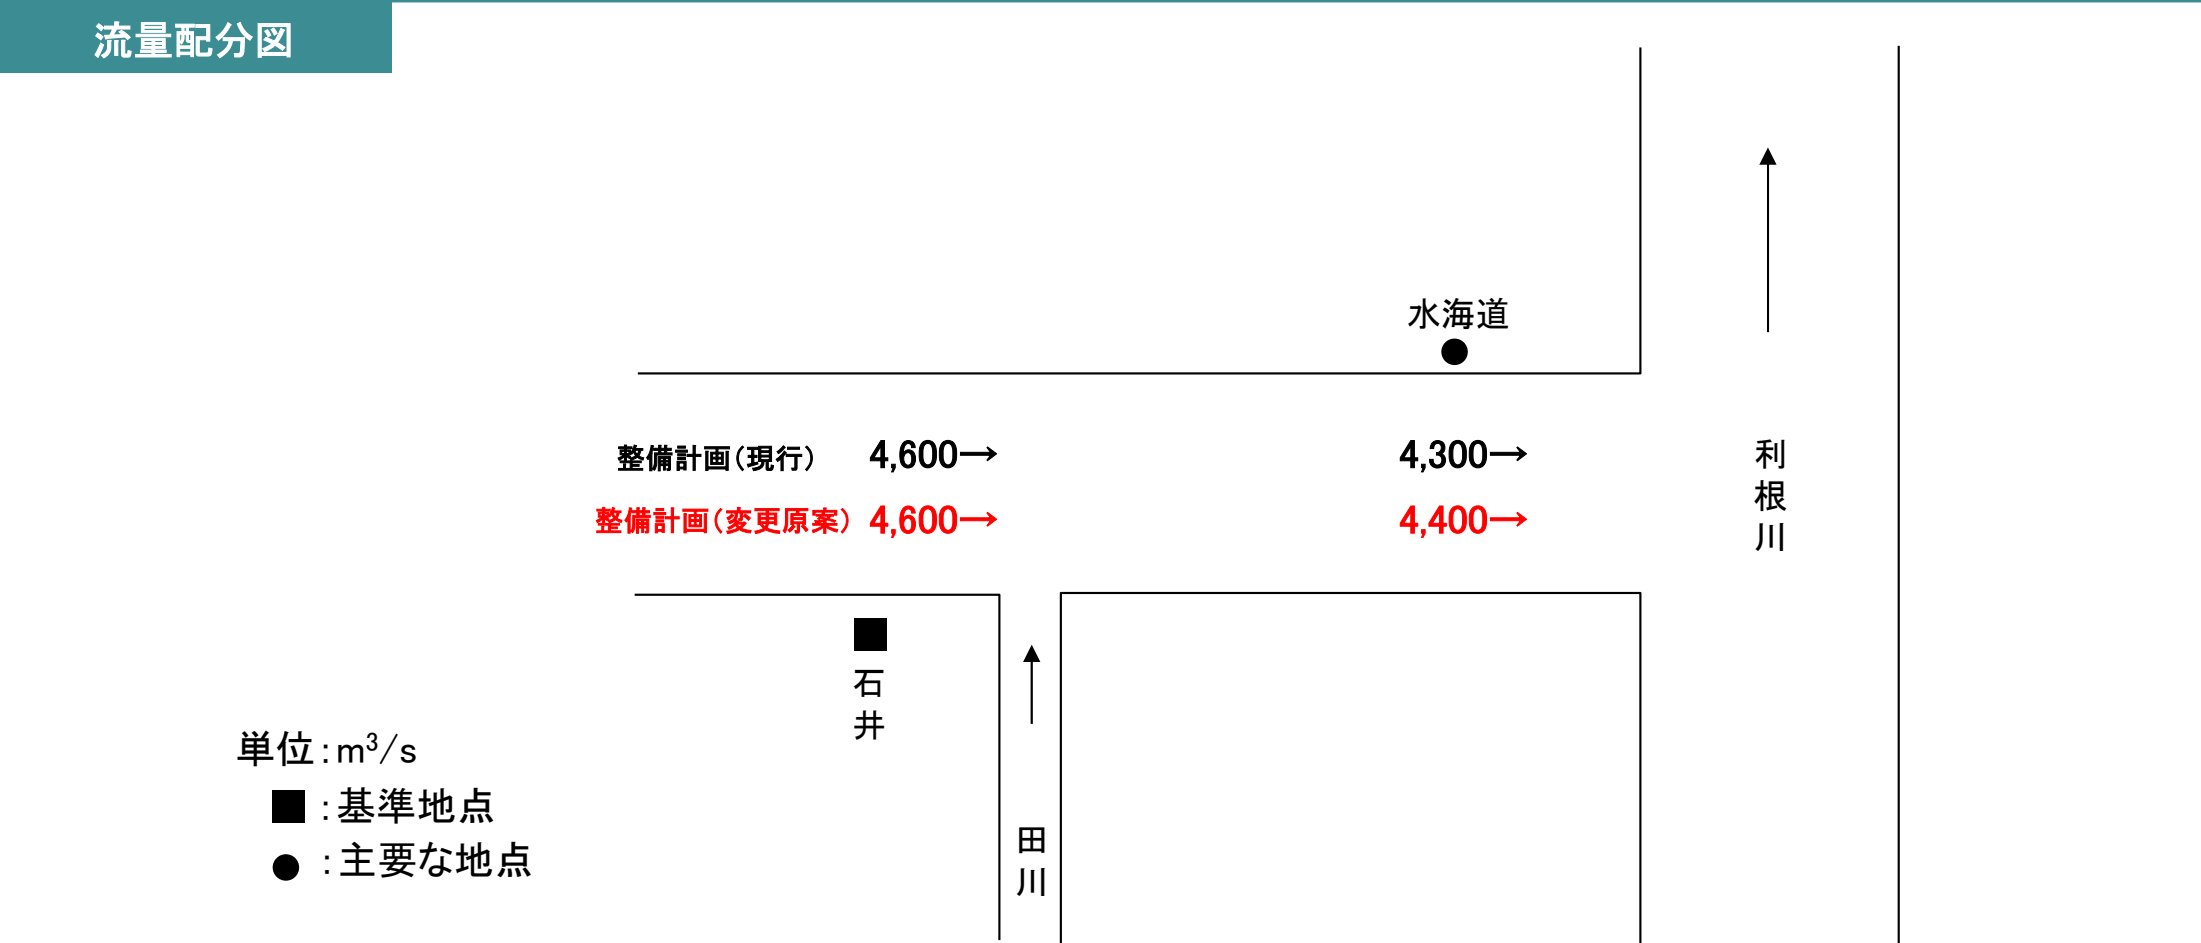 流量配分図
水海道
整備計画(現行) 4,600→ 4,300→
整備計画(変更原案) 4,600→ 4,400→
利根川
石井
田川
単位:m³/s
■:基準地点
●:主要な地点